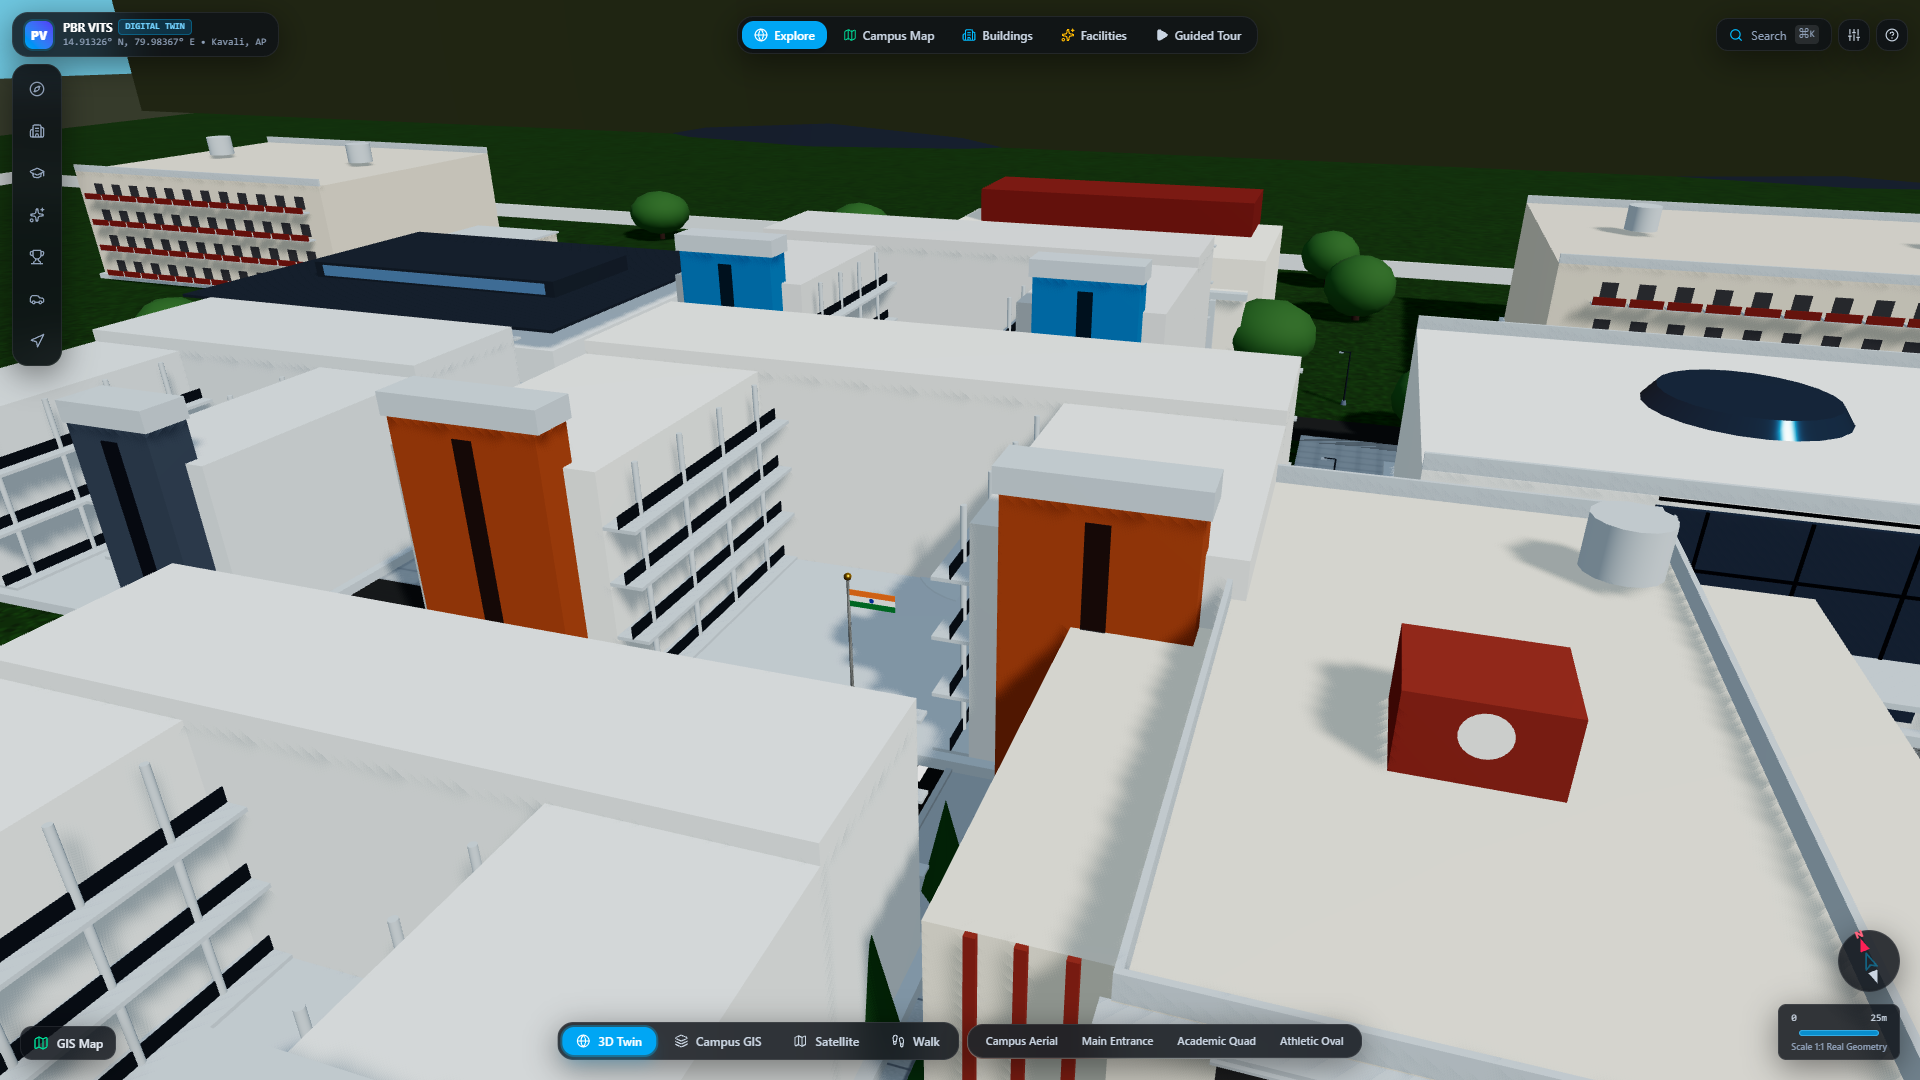 PV
PBR VITS
DIGITAL TWIN
14.91326° N, 79.98367° E • Kavali, AP
Explore
Campus Map
Buildings
Facilities
Guided Tour
Search
⌘K
N
0
25m
Scale 1:1 Real Geometry
GIS Map
3D Twin
Campus GIS
Satellite
Walk
Campus Aerial
Main Entrance
Academic Quad
Athletic Oval